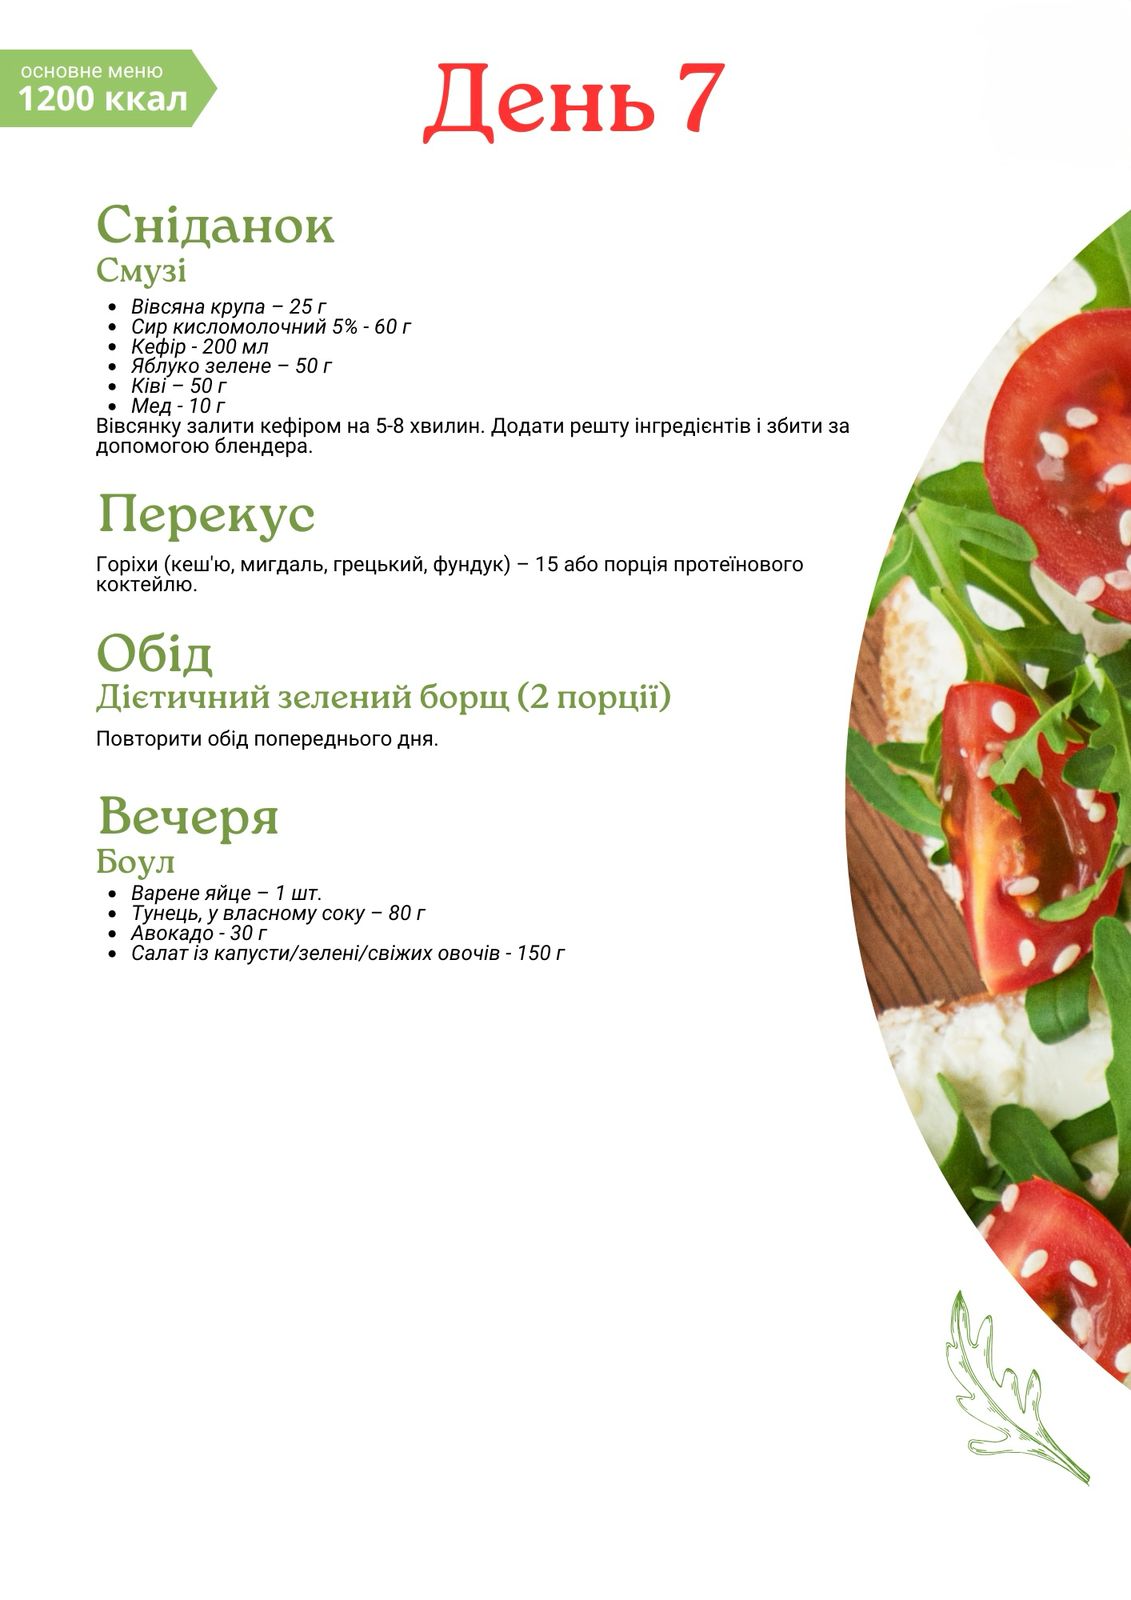 основне меню
1200 ккал
День 7
Сніданок
Смузі
• Вівсяна крупа – 25 г
• Сир кисломолочний 5% - 60 г
• Кефір - 200 мл
• Яблуко зелене – 50 г
• Ківі – 50 г
• Мед - 10 г
Вівсянку залити кефіром на 5-8 хвилин. Додати решту інгредієнтів і збити за
допомогою блендера.
Перекус
Горіхи (кеш'ю, мигдаль, грецький, фундук) – 15 або порція протеїнового
коктейлю.
Обід
Дієтичний зелений борщ (2 порції)
Повторити обід попереднього дня.
Вечеря
Боул
• Варене яйце – 1 шт.
• Тунець, у власному соку – 80 г
• Авокадо - 30 г
• Салат із капусти/зелені/свіжих овочів - 150 г